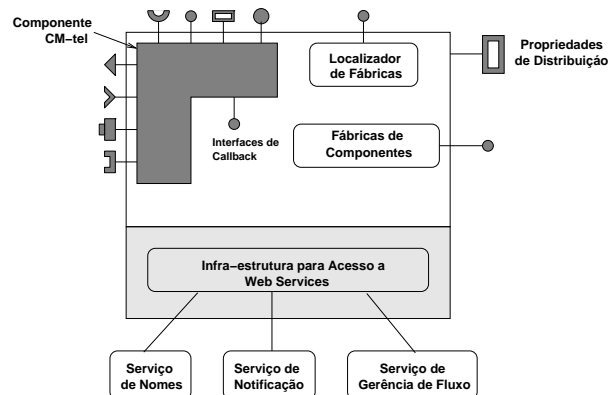 Componente
CM-tel
Localizador
de Fábricas
Propriedades
de Distribuição
Interfaces de
Callback
Fábricas de
Componentes
Infra-estrutura para Acesso a
Web Services
Serviço
de Nomes
Serviço de
Notificação
Serviço de
Gerência de Fluxo